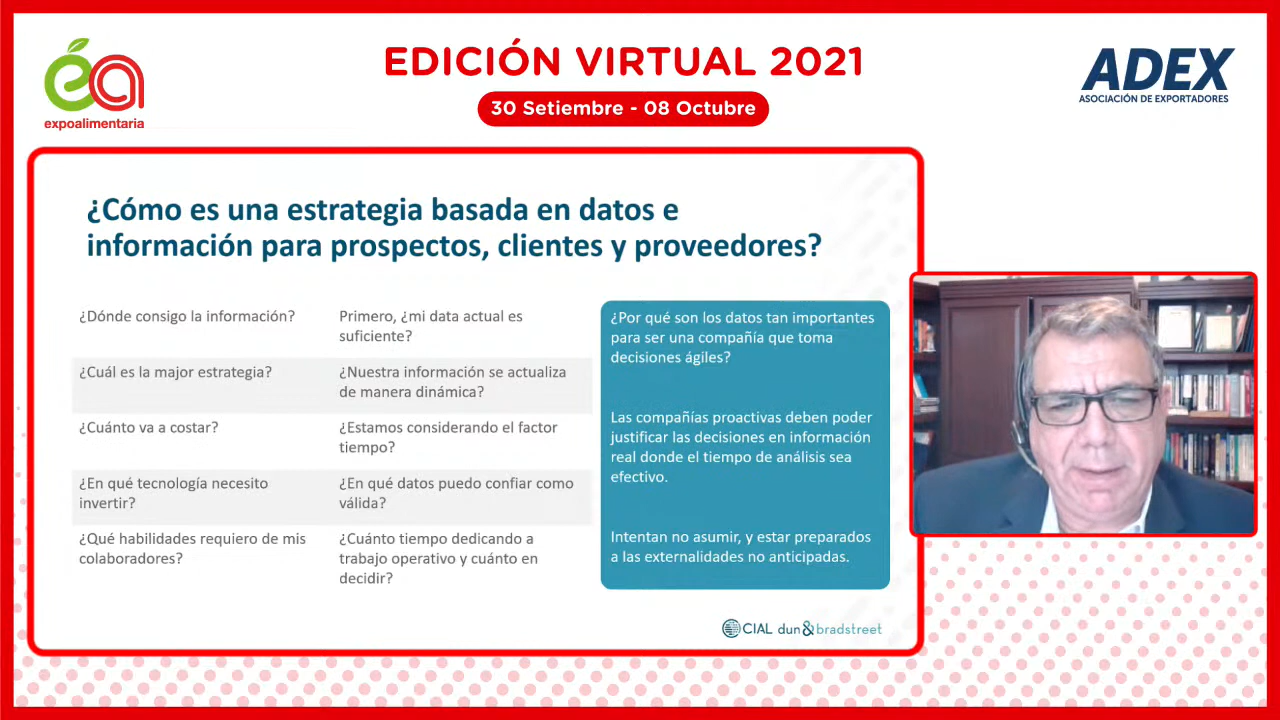 éa
expoalimentaria
EDICIÓN VIRTUAL 2021
30 Setiembre - 08 Octubre
ADEX
ASOCIACIÓN DE EXPORTADORES
¿Cómo es una estrategia basada en datos e
información para prospectos, clientes y proveedores?
¿Dónde consigo la información?
Primero, ¿mi data actual es
suficiente?
¿Cuál es la major estrategia?
¿Nuestra información se actualiza
de manera dinámica?
¿Cuánto va a costar?
¿Estamos considerando el factor
tiempo?
¿En qué tecnología necesito
invertir?
¿En qué datos puedo confiar como
válida?
¿Qué habilidades requiero de mis
colaboradores?
¿Cuánto tiempo dedicando a
trabajo operativo y cuánto en
decidir?
¿Por qué son los datos tan importantes
para ser una compañía que toma
decisiones ágiles?
Las compañías proactivas deben poder
justificar las decisiones en información
real donde el tiempo de análisis sea
efectivo.
Intentan no asumir, y estar preparados
a las externalidades no anticipadas.
CIAL dun & bradstreet